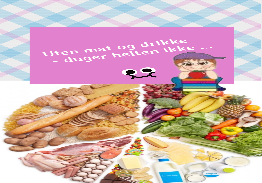 Uten mat og drikke
- duger helten ikke ...